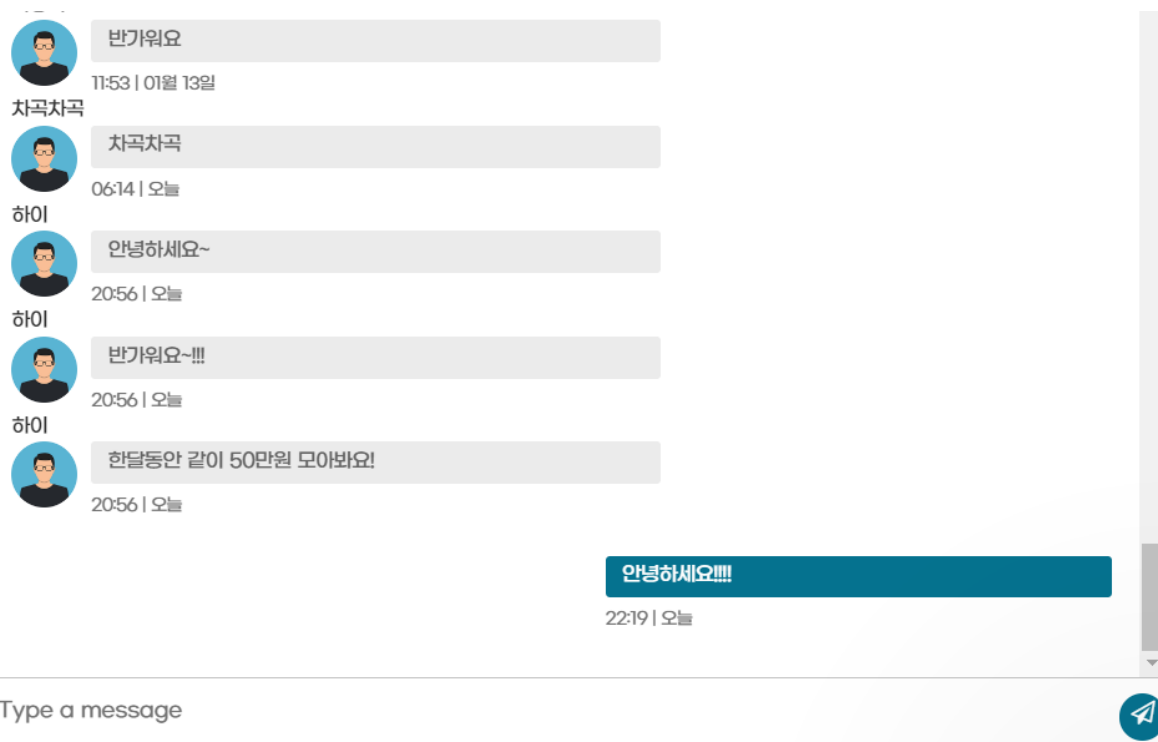 반가워요
11:53 | 01월 13일
차곡차곡
차곡차곡
06:14 | 오늘
하이
안녕하세요~
20:56 | 오늘
하이
반가워요~!!!
20:56 | 오늘
하이
한달동안 같이 50만원 모아봐요!
20:56 | 오늘
안녕하세요!!!!
22:19 | 오늘
Type a message